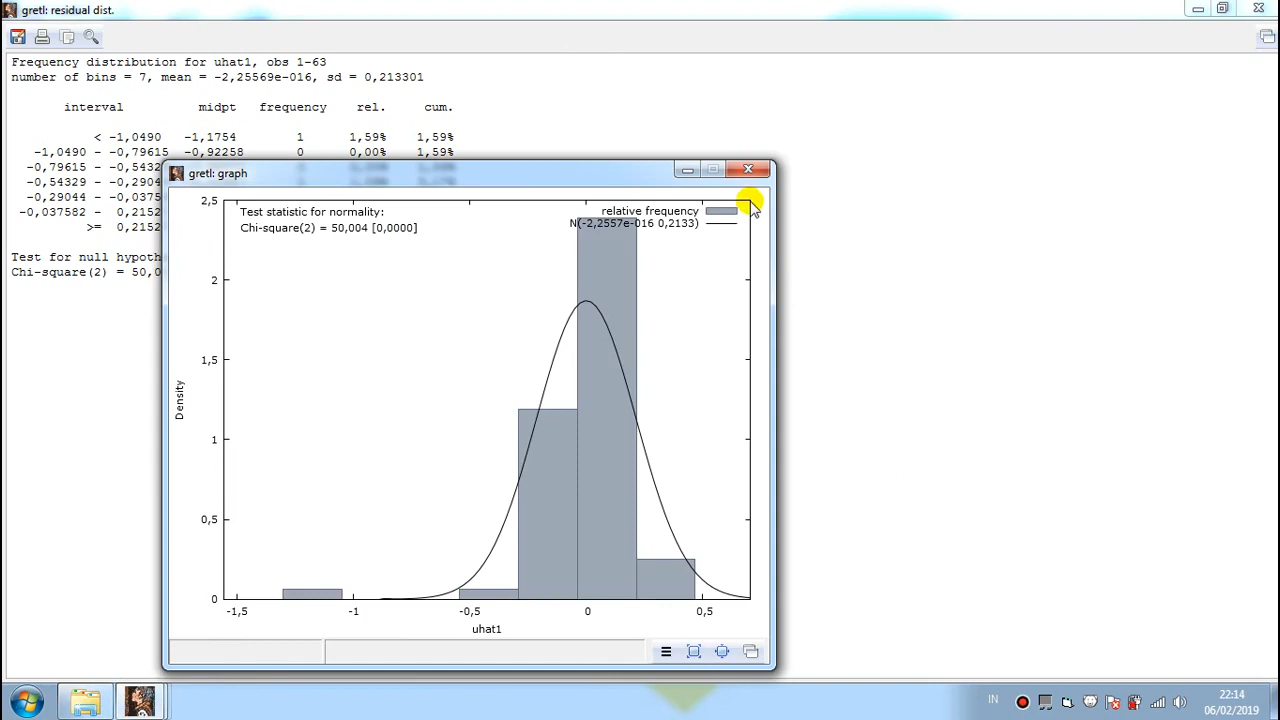 gretl: residual dist.
Frequency distribution for uhat1, obs 1-63
number of bins = 7, mean = -2,25569e-016, sd = 0,213301
interval midpt frequency rel. cum.
< -1,0490 -1,1754 1 1,59% 1,59%
-1,0490 - -0,79615 -0,92258 0 0,00% 1,59%
-0,79615 - -0,5432
-0,54329 - -0,2904
-0,29044 - -0,0375
-0,037582 - 0,2152
>= 0,2152
Test for null hypoth
Chi-square(2) = 50,0
gretl: graph
Test statistic for normality:
Chi-square(2) = 50,004 [0,0000]
relative frequency
N(-2,2557e-016 0,2133)
2,5
2
1,5
1
0,5
0
Density
-1,5 -1 -0,5 0 0,5
uhat1
IN
22:14
06/02/2019